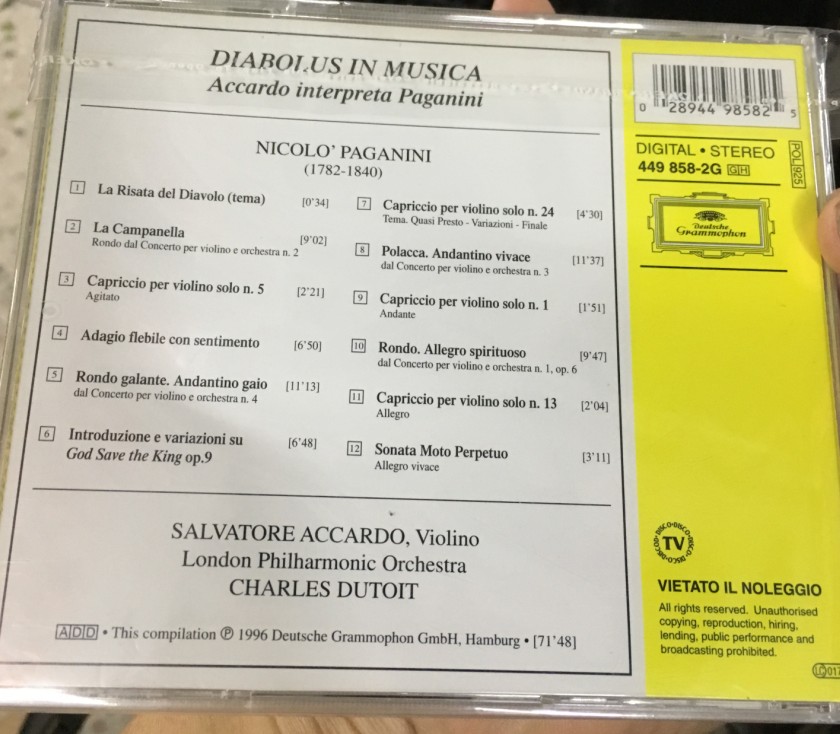 DIABOLUS IN MUSICA
Accardo interpreta Paganini
NICOLO' PAGANINI
(1782-1840)
1 La Risata del Diavolo (tema) [0'34]
2 La Campanella [9'02]
Rondo dal Concerto per violino e orchestra n. 2
3 Capriccio per violino solo n. 5 [2'21]
Agitato
4 Adagio flebile con sentimento [6'50]
5 Rondo galante. Andantino gaio [11'13]
dal Concerto per violino e orchestra n. 4
6 Introduzione e variazioni su [6'48]
God Save the King op.9
7 Capriccio per violino solo n. 24 [4'30]
Tema. Quasi Presto - Variazioni - Finale
8 Polacca. Andantino vivace [11'37]
dal Concerto per violino e orchestra n. 3
9 Capriccio per violino solo n. 1 [1'51]
Andante
10 Rondo. Allegro spirituoso [9'47]
dal Concerto per violino e orchestra n. 1, op. 6
11 Capriccio per violino solo n. 13 [2'04]
Allegro
12 Sonata Moto Perpetuo [3'11]
Allegro vivace
SALVATORE ACCARDO, Violino
London Philharmonic Orchestra
CHARLES DUTOIT
ADD • This compilation ℗ 1996 Deutsche Grammophon GmbH, Hamburg • [71'48]
0 28944 98582 5
DIGITAL • STEREO
449 858-2G GH
POL 925
Deutsche
Grammophon
DISCO•DISCO•DISCO•DISCO
TV
VIETATO IL NOLEGGIO
All rights reserved. Unauthorised
copying, reproduction, hiring,
lending, public performance and
broadcasting prohibited.